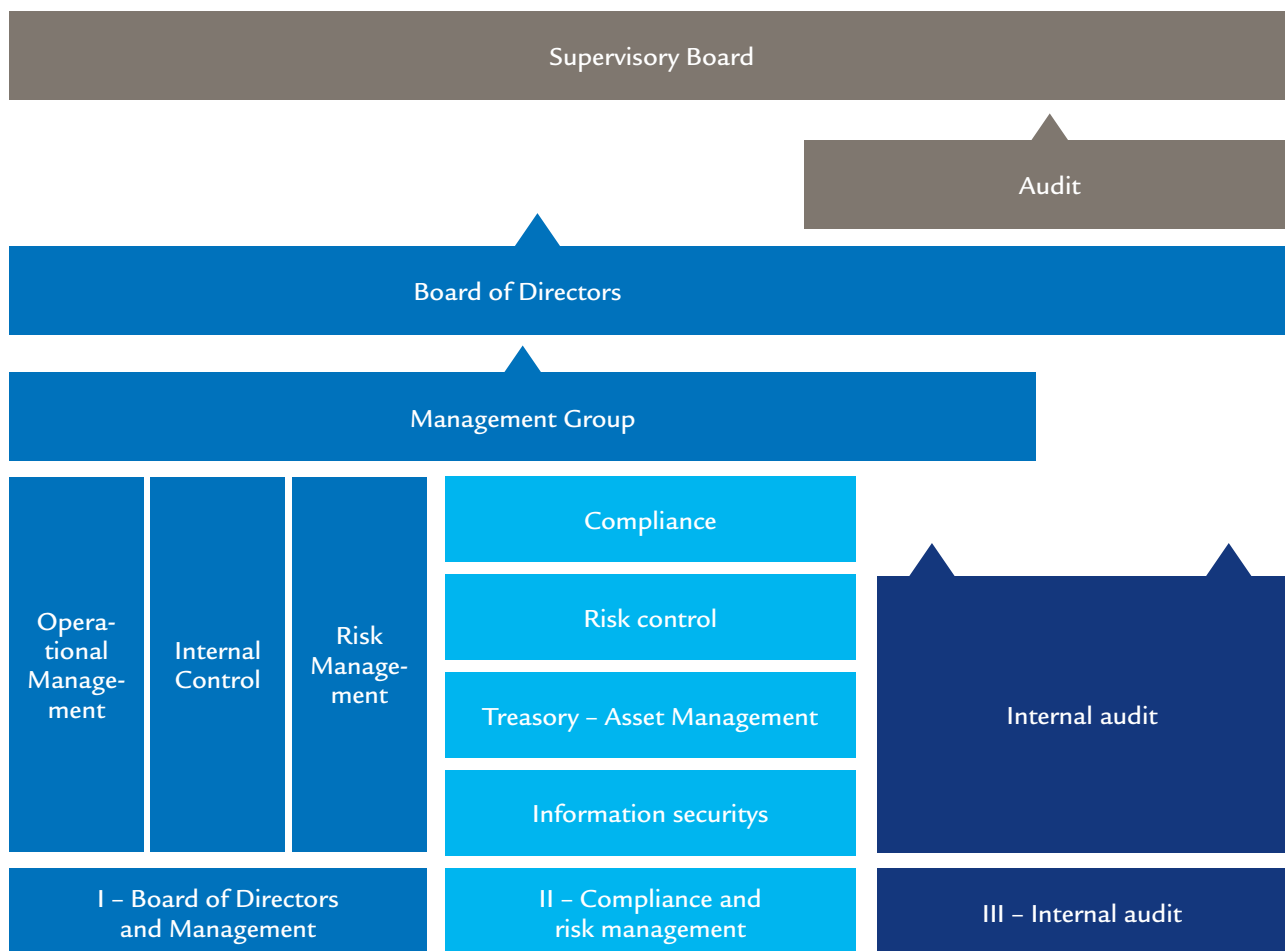 Supervisory Board
Audit
Board of Directors
Management Group
Opera-
tional
Manage-
ment
Internal
Control
Risk
Manage-
ment
Compliance
Risk control
Treasury – Asset Management
Information securitys
Internal audit
I – Board of Directors
and Management
II – Compliance and
risk management
III – Internal audit